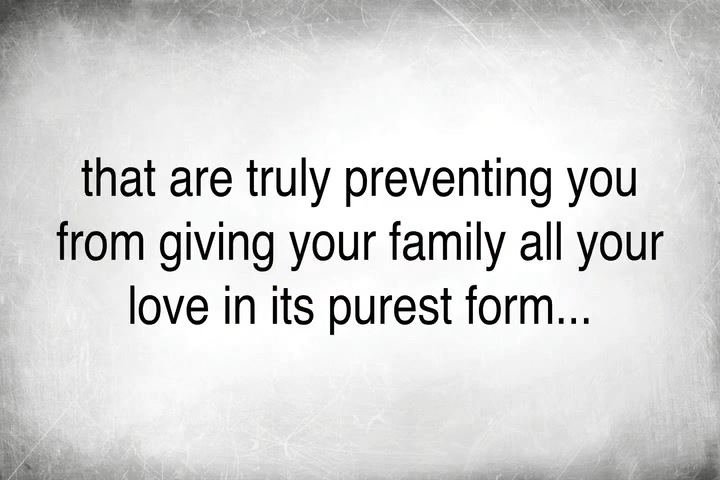 that are truly preventing you
from giving your family all your
love in its purest form...